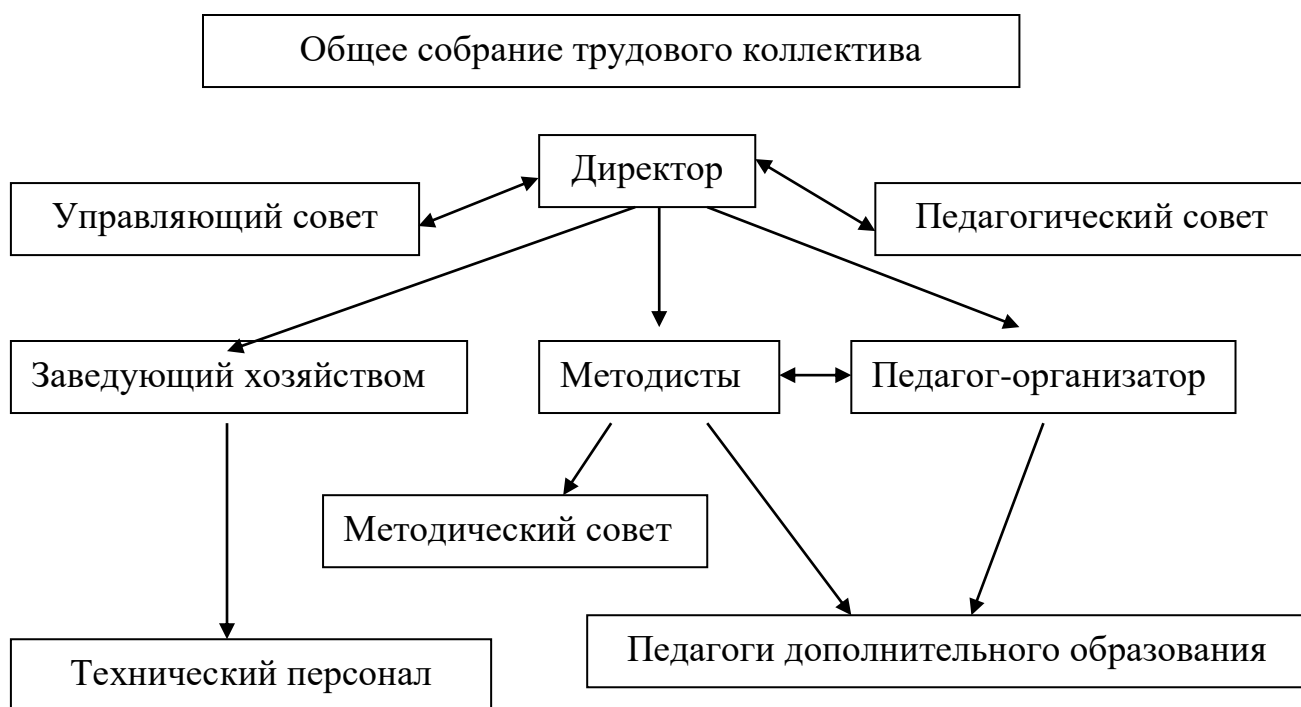 Общее собрание трудового коллектива
Директор
Управляющий совет
Педагогический совет
Заведующий хозяйством
Методисты
Педагог-организатор
Методический совет
Педагоги дополнительного образования
Технический персонал